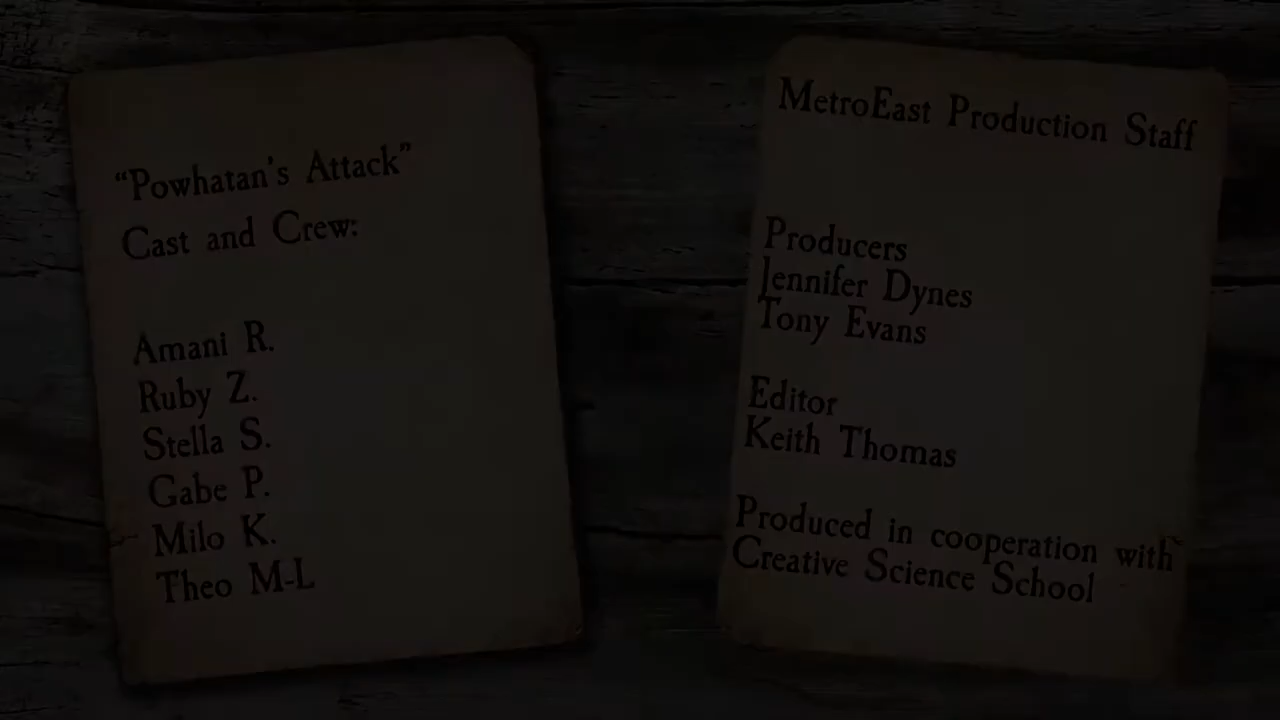 “Powhatan's Attack”
Cast and Crew:
Amani R.
Ruby Z.
Stella S.
Gabe P.
Milo K.
Theo M-L
MetroEast Production Staff
Producers
Jennifer Dynes
Tony Evans
Editor
Keith Thomas
Produced in cooperation with
Creative Science School